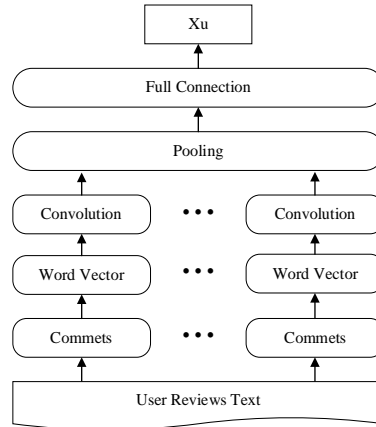 Xu
Full Connection
Pooling
Convolution ••• Convolution
Word Vector ••• Word Vector
Commets ••• Commets
User Reviews Text